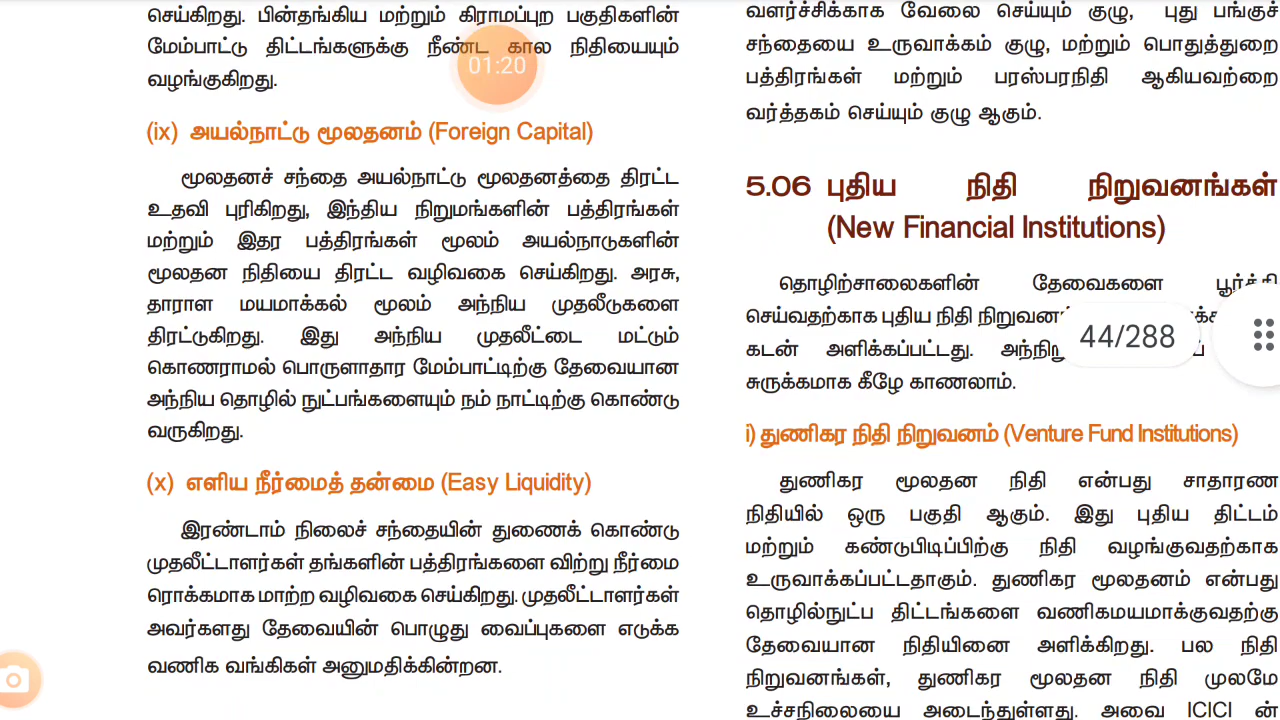 செய்கிறது. பின்தங்கிய மற்றும் கிராமப்புற பகுதிகளின்
மேம்பாட்டு திட்டங்களுக்கு நீண்ட கால நிதியையும்
வழங்குகிறது.
01:20
(ix) அயல்நாட்டு மூலதனம் (Foreign Capital)
மூலதனச் சந்தை அயல்நாட்டு மூலதனத்தை திரட்ட
உதவி புரிகிறது, இந்திய நிறுமங்களின் பத்திரங்கள்
மற்றும் இதர பத்திரங்கள் மூலம் அயல்நாடுகளின்
மூலதன நிதியை திரட்ட வழிவகை செய்கிறது. அரசு,
தாராள மயமாக்கல் மூலம் அந்நிய முதலீடுகளை
திரட்டுகிறது. இது அந்நிய முதலீட்டை மட்டும்
கொணராமல் பொருளாதார மேம்பாட்டிற்கு தேவையான
அந்நிய தொழில் நுட்பங்களையும் நம் நாட்டிற்கு கொண்டு
வருகிறது.
(x) எளிய நீர்மைத் தன்மை (Easy Liquidity)
இரண்டாம் நிலைச் சந்தையின் துணைக் கொண்டு
முதலீட்டாளர்கள் தங்களின் பத்திரங்களை விற்று நீர்மை
ரொக்கமாக மாற்ற வழிவகை செய்கிறது. முதலீட்டாளர்கள்
அவர்களது தேவையின் பொழுது வைப்புகளை எடுக்க
வணிக வங்கிகள் அனுமதிக்கின்றன.
வளர்ச்சிக்காக வேலை செய்யும் குழு, புது பங்குச்
சந்தையை உருவாக்கம் குழு, மற்றும் பொதுத்துறை
பத்திரங்கள் மற்றும் பரஸ்பரநிதி ஆகியவற்றை
வர்த்தகம் செய்யும் குழு ஆகும்.
5.06 புதிய நிதி நிறுவனங்கள்
(New Financial Institutions)
தொழிற்சாலைகளின் தேவைகளை பூர்த்தி
செய்வதற்காக புதிய நிதி
கடன் அளிக்கப்பட்டது.
44/288
சுருக்கமாக கீழே காணலாம்.
i) துணிகர நிதி நிறுவனம் (Venture Fund Institutions)
துணிகர மூலதன நிதி என்பது சாதாரண
நிதியில் ஒரு பகுதி ஆகும். இது புதிய திட்டம்
மற்றும் கண்டுபிடிப்பிற்கு நிதி வழங்குவதற்காக
உருவாக்கப்பட்டதாகும். துணிகர மூலதனம் என்பது
தொழில்நுட்ப திட்டங்களை வணிகமயமாக்குவதற்கு
தேவையான நிதியினை அளிக்கிறது. பல நிதி
நிறுவனங்கள், துணிகர மூலதன நிதி முலமே
உச்சநிலையை அடைந்துள்ளது. அவை ICICI ன்